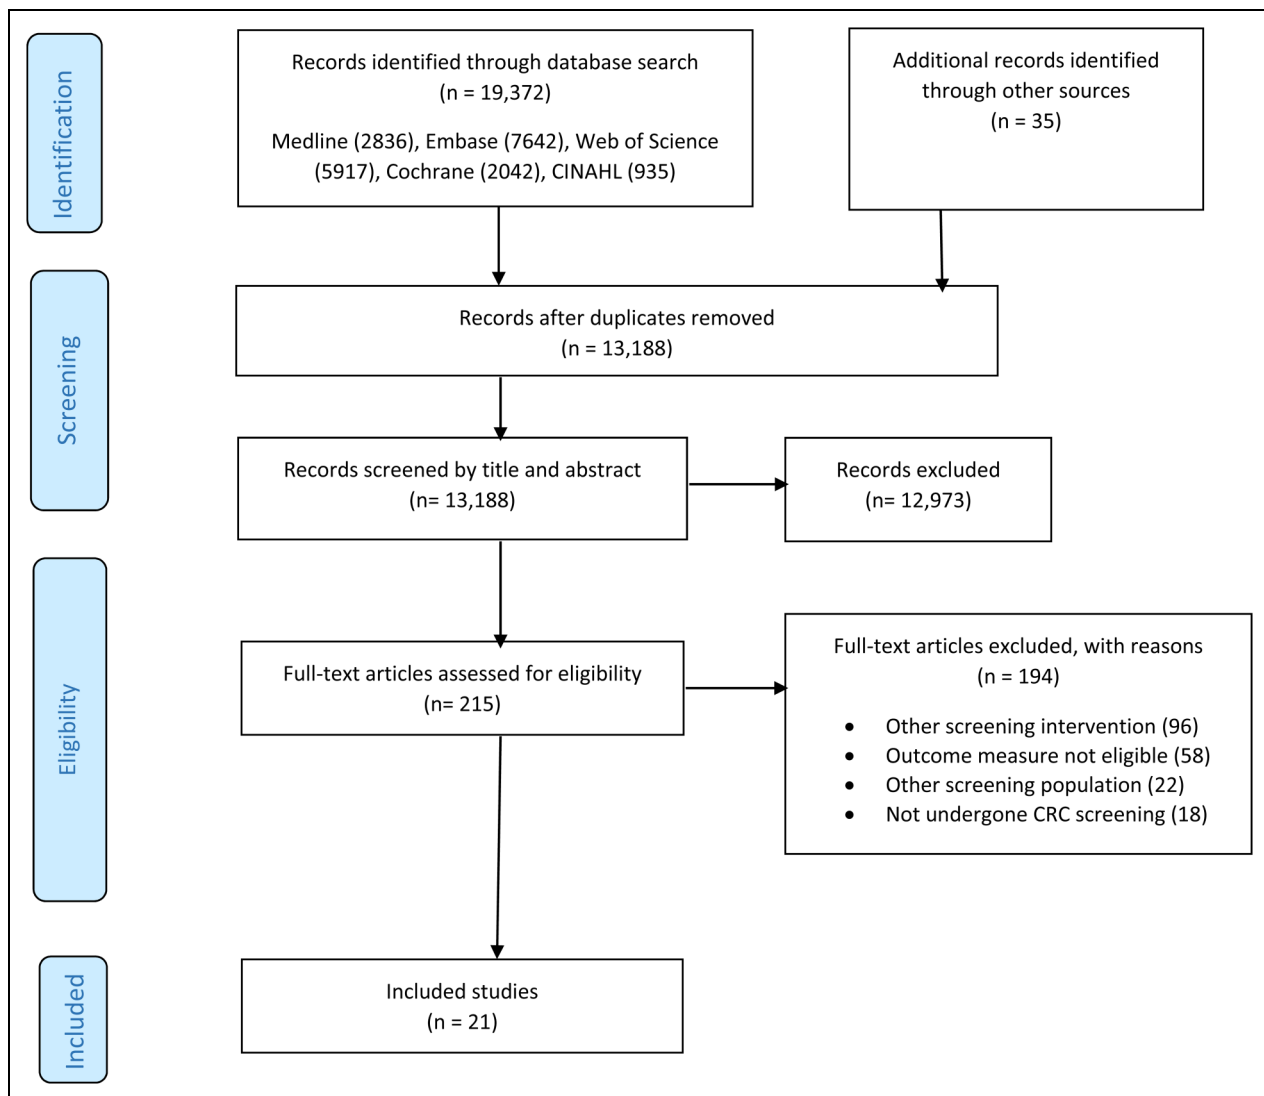 Identification
Records identified through database search
(n = 19,372)
Medline (2836), Embase (7642), Web of Science
(5917), Cochrane (2042), CINAHL (935)
Additional records identified
through other sources
(n = 35)
Screening
Records after duplicates removed
(n = 13,188)
Records screened by title and abstract
(n= 13,188)
Records excluded
(n= 12,973)
Eligibility
Full-text articles assessed for eligibility
(n= 215)
Full-text articles excluded, with reasons
(n = 194)
• Other screening intervention (96)
• Outcome measure not eligible (58)
• Other screening population (22)
• Not undergone CRC screening (18)
Included
Included studies
(n = 21)